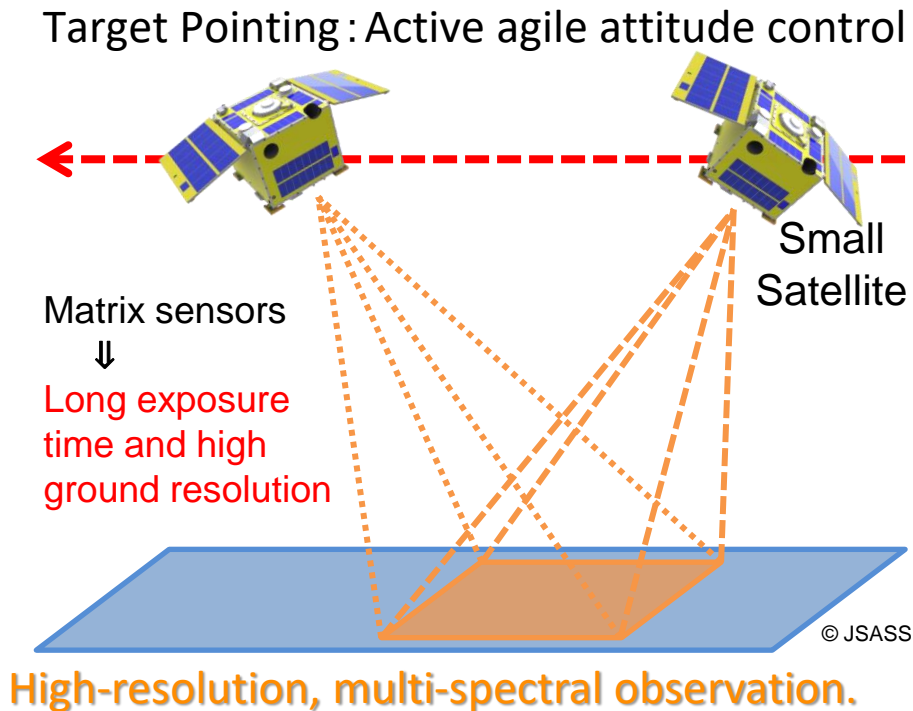 Target Pointing : Active agile attitude control
Small
Satellite
Matrix sensors
⇓
Long exposure
time and high
ground resolution
© JSASS
High-resolution, multi-spectral observation.